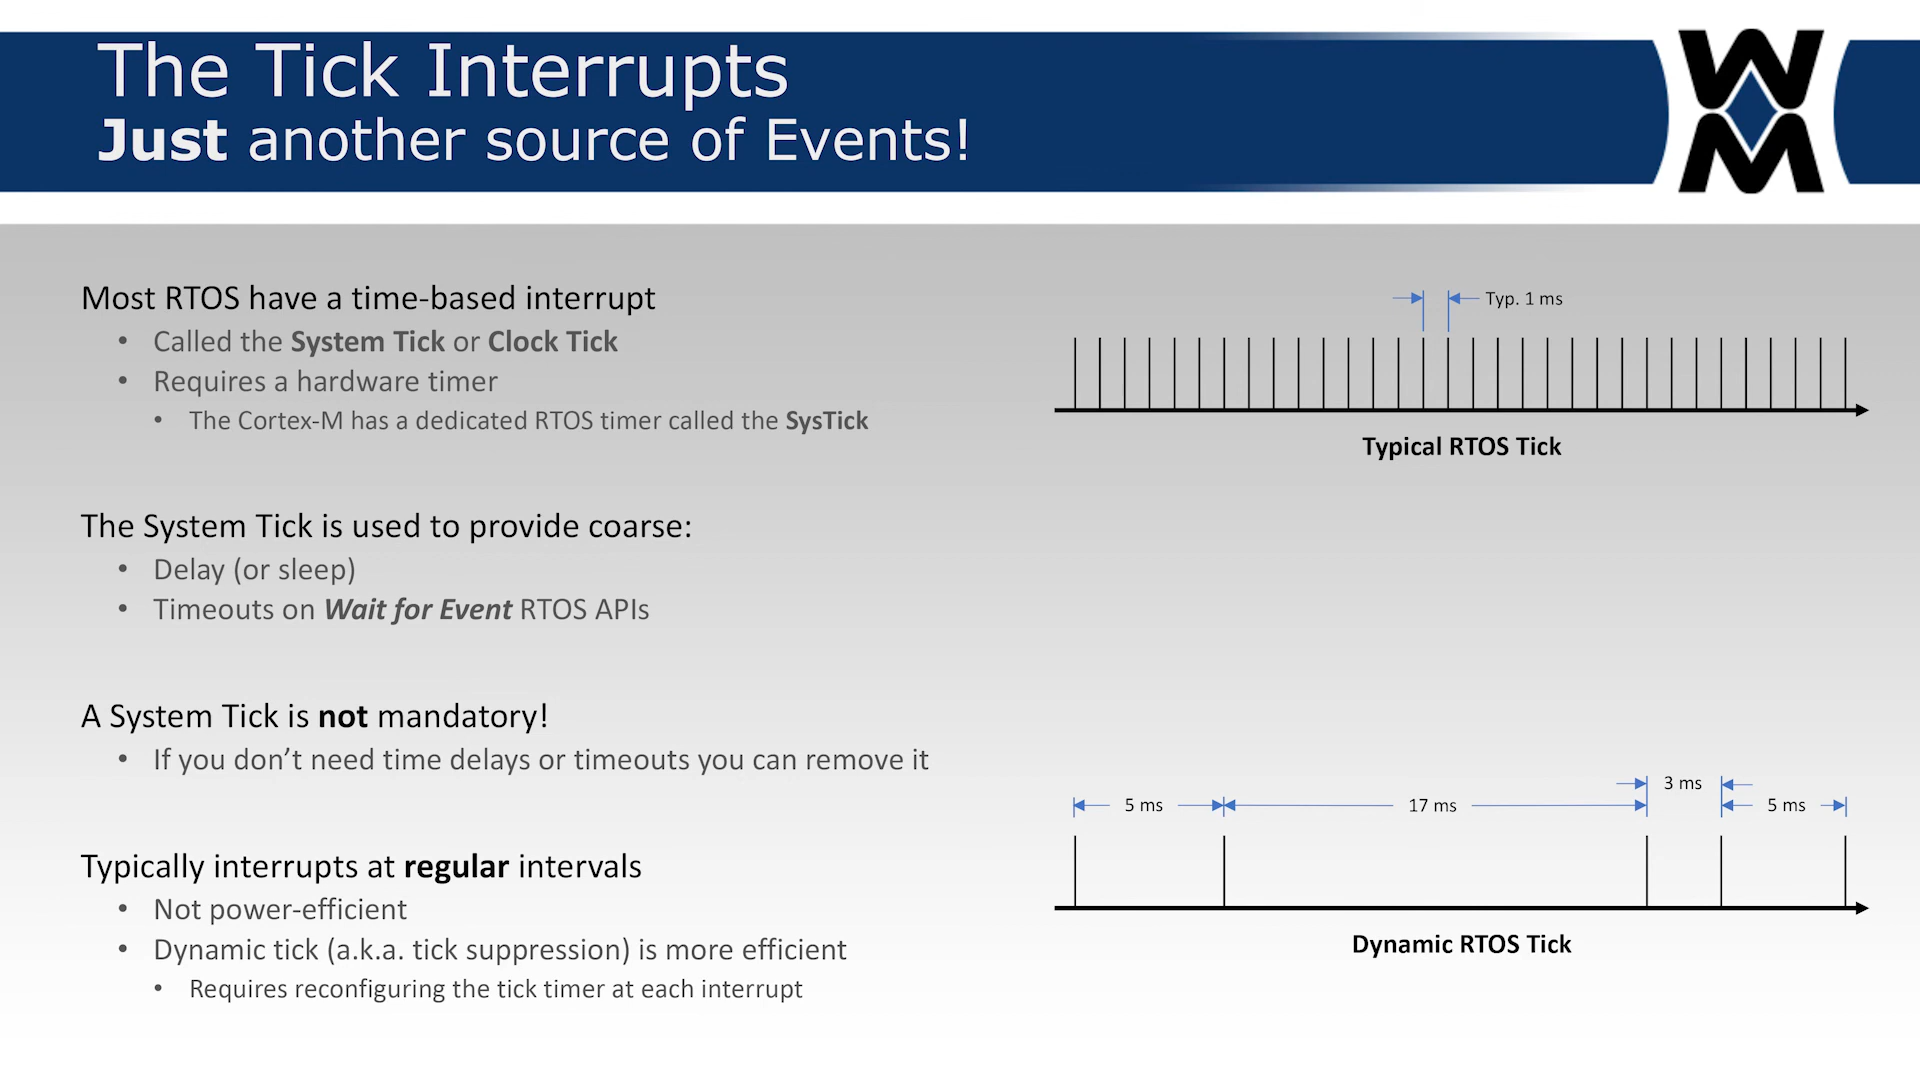 The Tick Interrupts
Just another source of Events!
WM
Most RTOS have a time-based interrupt
• Called the System Tick or Clock Tick
• Requires a hardware timer
• The Cortex-M has a dedicated RTOS timer called the SysTick
The System Tick is used to provide coarse:
• Delay (or sleep)
• Timeouts on Wait for Event RTOS APIs
A System Tick is not mandatory!
• If you don’t need time delays or timeouts you can remove it
Typically interrupts at regular intervals
• Not power-efficient
• Dynamic tick (a.k.a. tick suppression) is more efficient
• Requires reconfiguring the tick timer at each interrupt
Typ. 1 ms
Typical RTOS Tick
3 ms
5 ms 17 ms 5 ms
Dynamic RTOS Tick